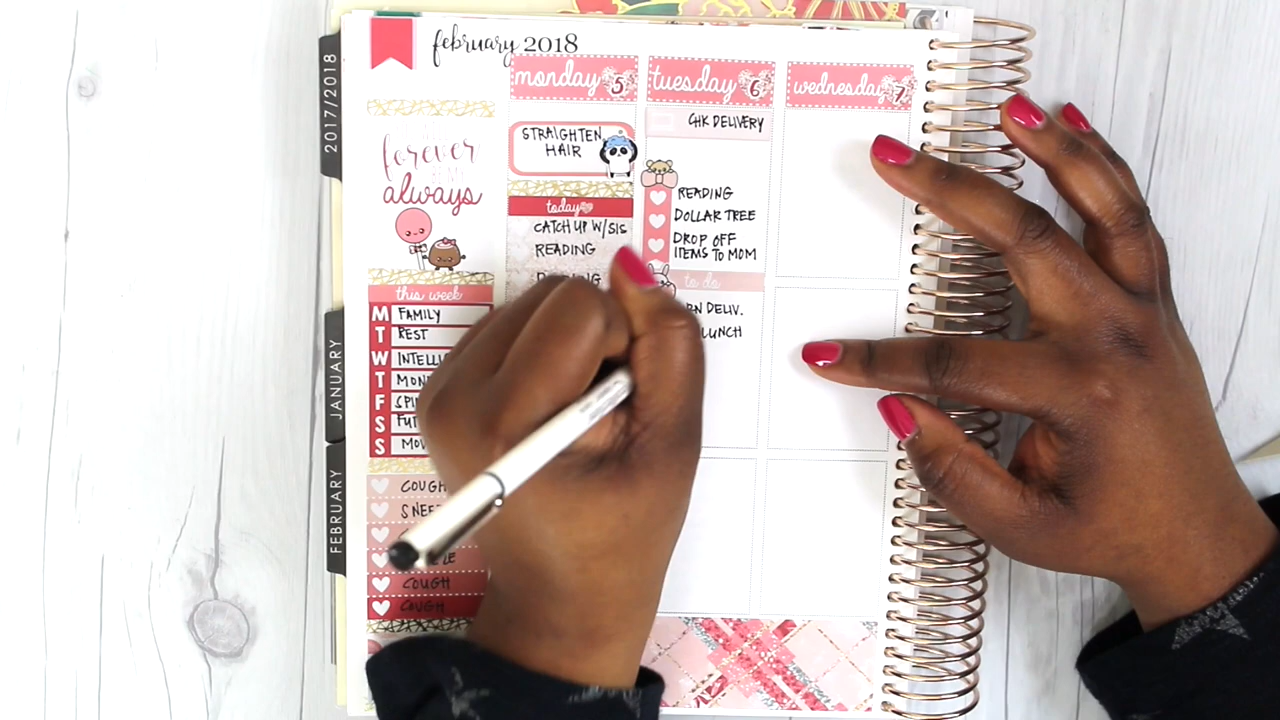 2017/2018
JANUARY
FEBRUARY
february 2018
forever
always
this week
M FAMILY
T REST
W
T
F
S
S
COUGH
COUGH
monday 5
STRAIGHTEN
HAIR
today
CATCH UP W/SIS
READING
tuesday 6
CHK DELIVERY
READING
DOLLAR TREE
DROP OFF
ITEMS TO MOM
to do
DELIV.
LUNCH
wednesday 7